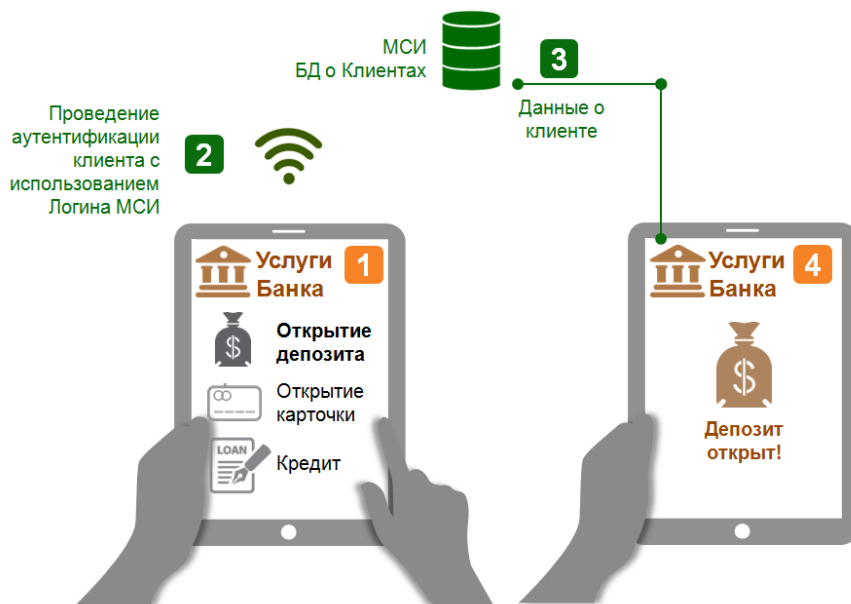 МСИ
БД о Клиентах
3
Данные о
клиенте
Проведение
аутентификации
клиента с
использованием
Логина МСИ
2
Услуги
Банка
1
$
Открытие
депозита
Открытие
карточки
LOAN
Кредит
Услуги
Банка
4
$
Депозит
открыт!